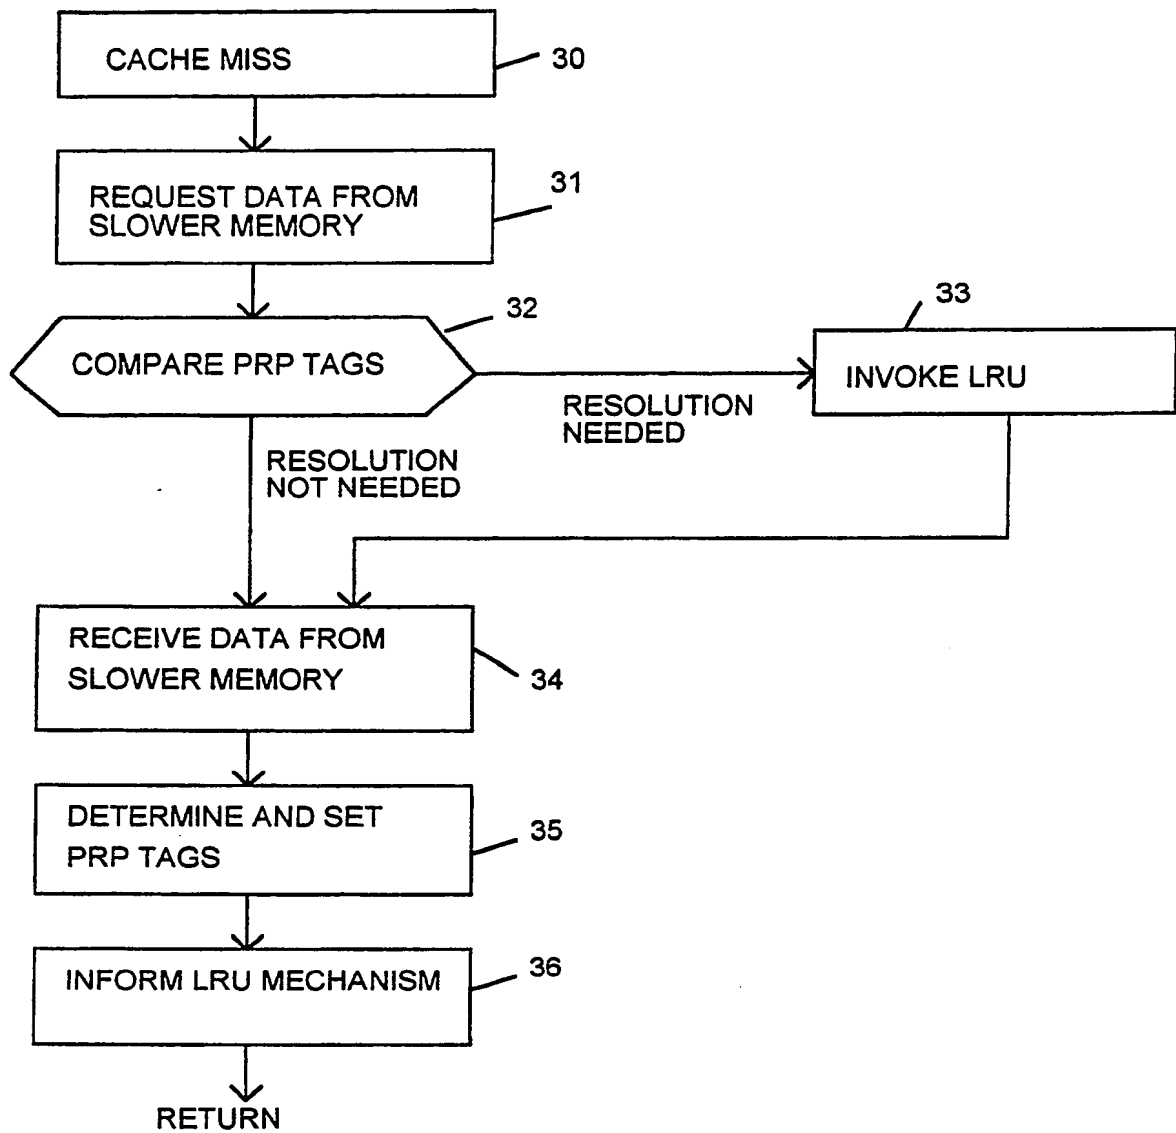 CACHE MISS
30
REQUEST DATA FROM
SLOWER MEMORY
31
COMPARE PRP TAGS
32
33
INVOKE LRU
RESOLUTION
NEEDED
RESOLUTION
NOT NEEDED
RECEIVE DATA FROM
SLOWER MEMORY
34
DETERMINE AND SET
PRP TAGS
35
INFORM LRU MECHANISM
36
RETURN